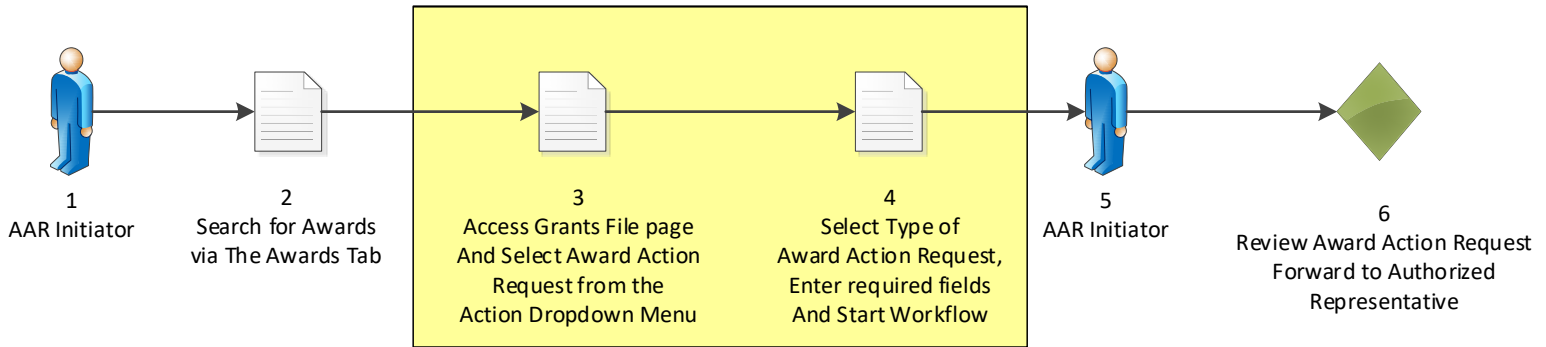 1
AAR Initiator
2
Search for Awards
via The Awards Tab
3
Access Grants File page
And Select Award Action
Request from the
Action Dropdown Menu
4
Select Type of
Award Action Request,
Enter required fields
And Start Workflow
5
AAR Initiator
6
Review Award Action Request
Forward to Authorized
Representative